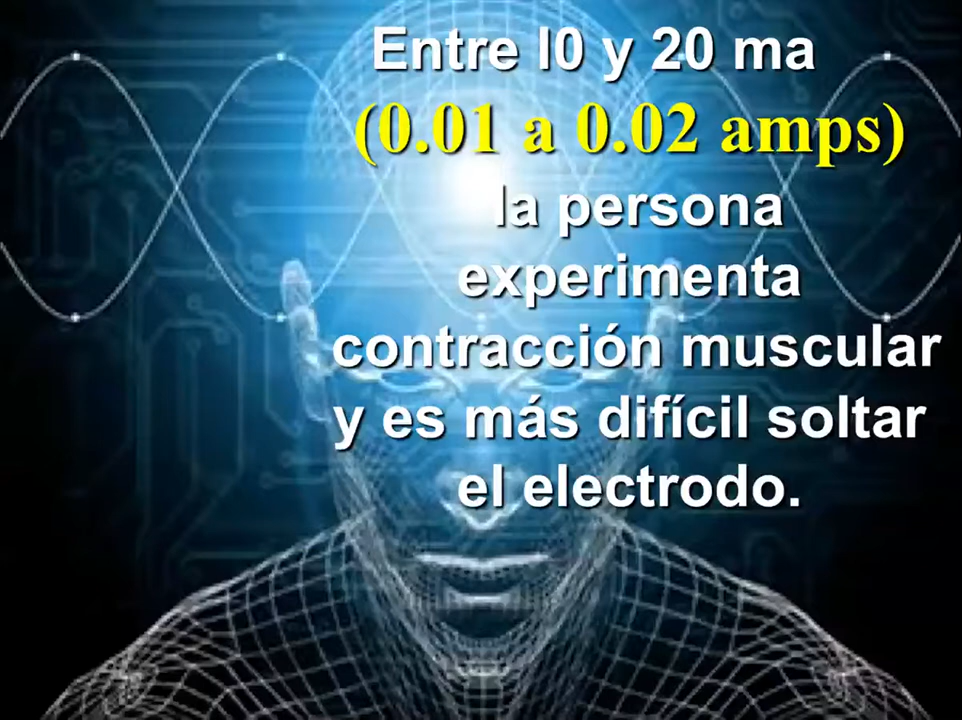 Entre l0 y 20 ma
(0.01 a 0.02 amps)
la persona
experimenta
contracción muscular
y es más difícil soltar
el electrodo.